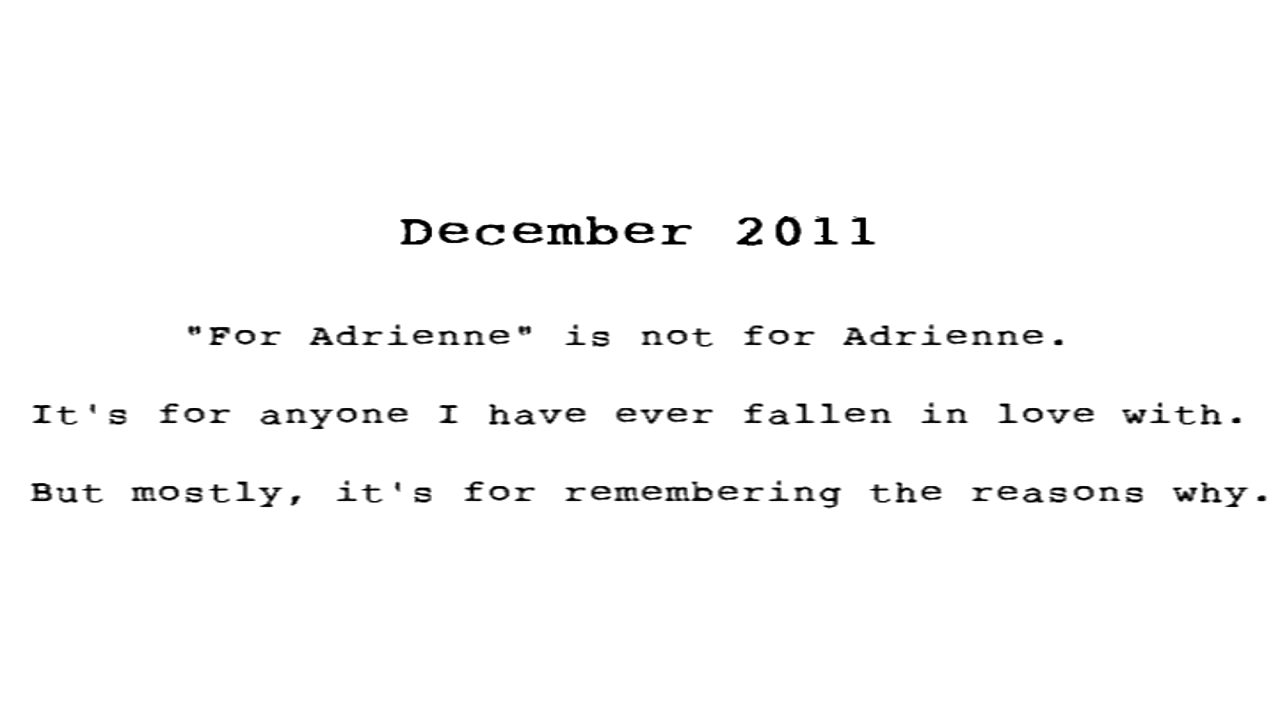 December 2011
"For Adrienne" is not for Adrienne.
It's for anyone I have ever fallen in love with.
But mostly, it's for remembering the reasons why.